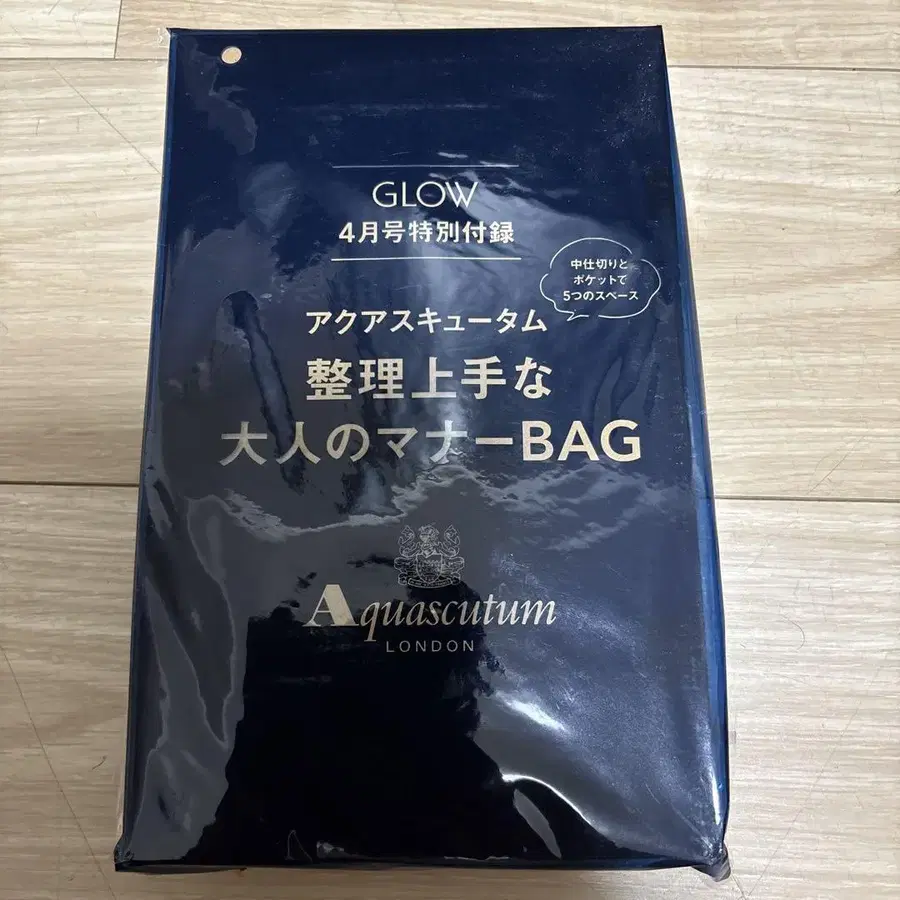 GLOW
4月号特別付録
中仕切りと
ポケットで
5つのスペース
アクアスキュータム
整理上手な
大人のマナーBAG
Aquascutum
LONDON